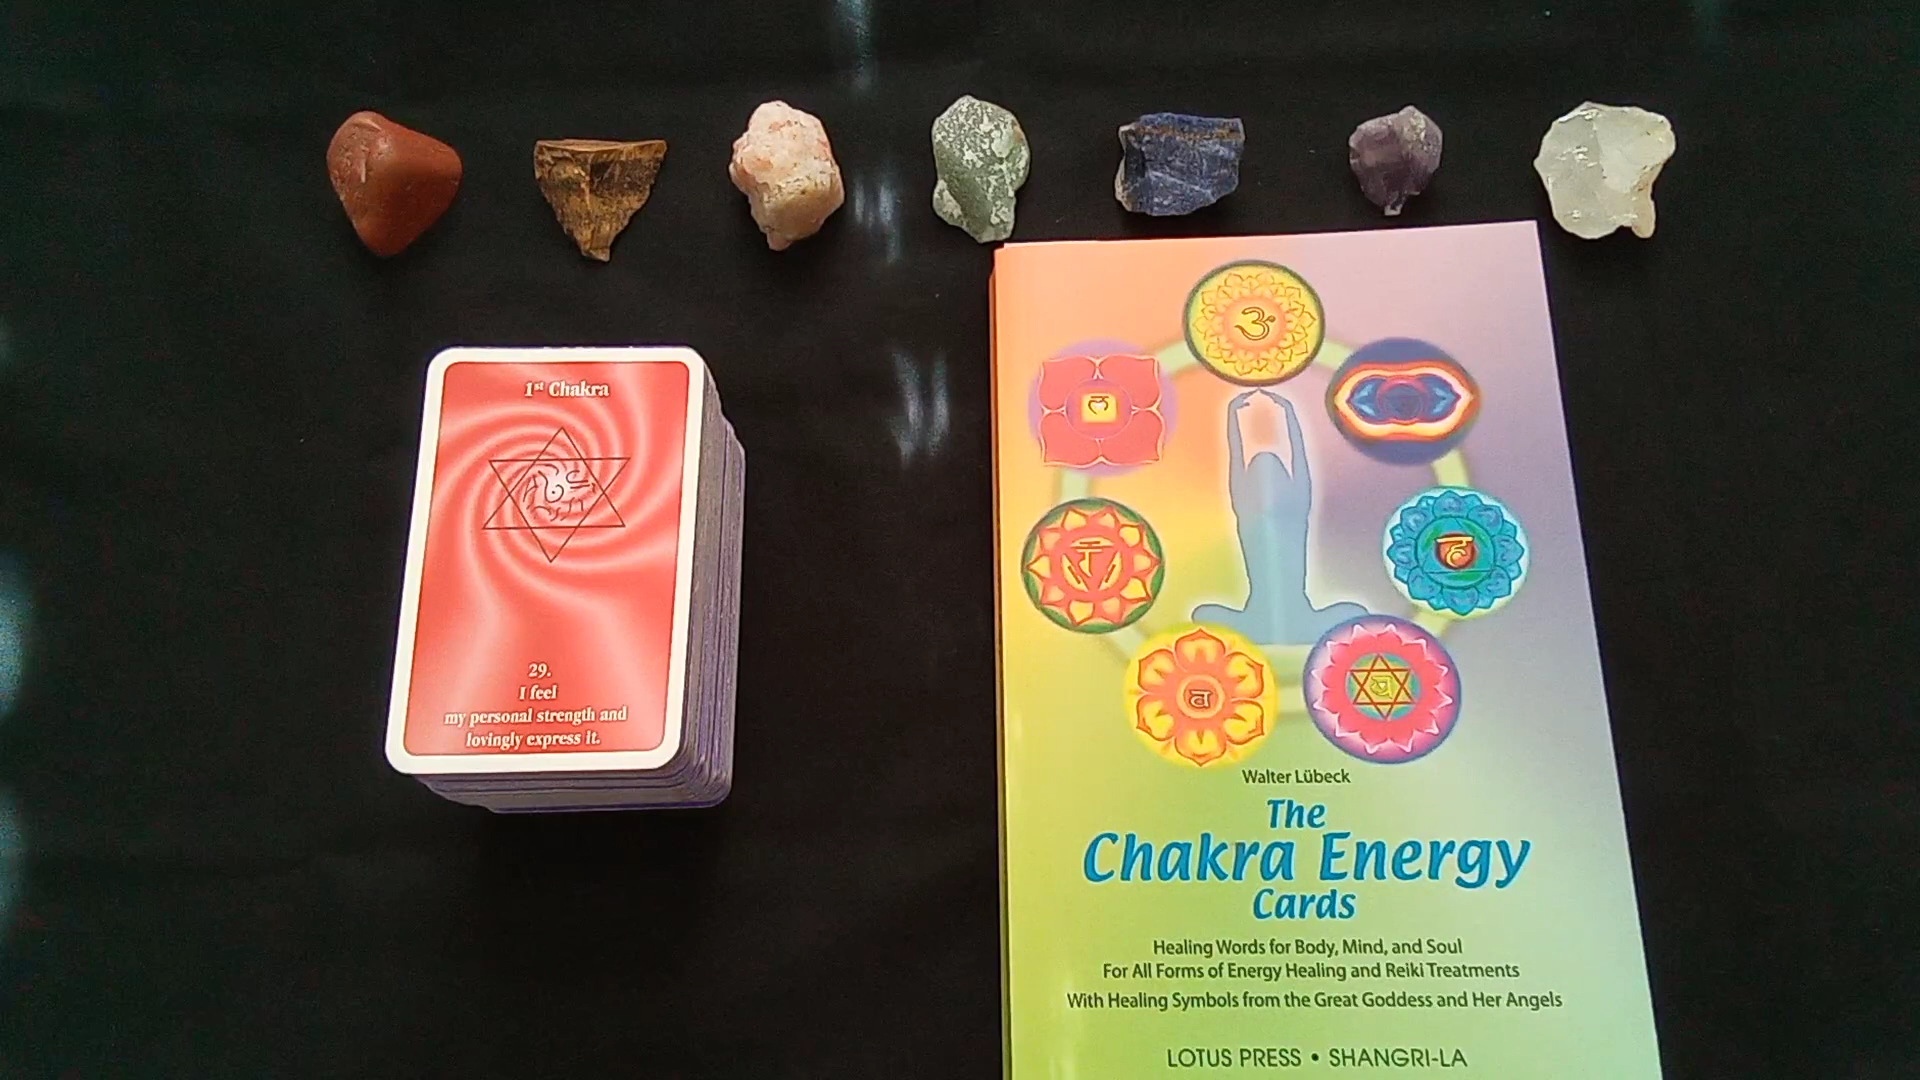 1st Chakra
29.
I feel
my personal strength and
lovingly express it.
ॐ
लं
रं
हं
वं
यं
Walter Lübeck
The
Chakra Energy
Cards
Healing Words for Body, Mind, and Soul
For All Forms of Energy Healing and Reiki Treatments
With Healing Symbols from the Great Goddess and Her Angels
LOTUS PRESS • SHANGRI-LA